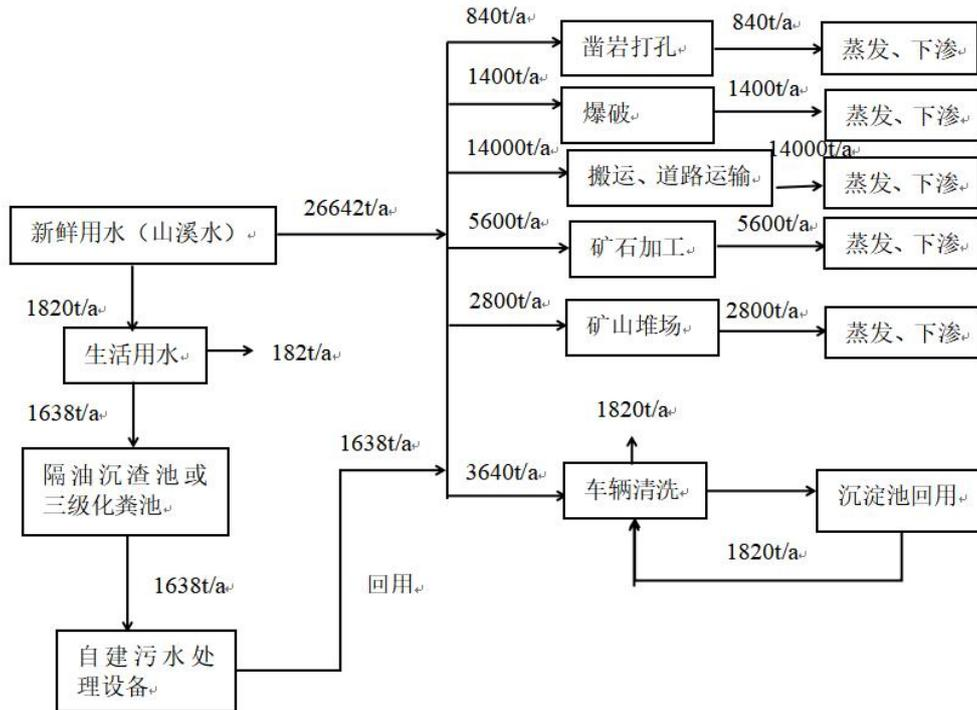 840t/a
凿岩打孔
840t/a
蒸发、下渗
1400t/a
爆破
1400t/a
蒸发、下渗
14000t/a
搬运、道路运输
14000t/a
蒸发、下渗
新鲜用水（山溪水）
26642t/a
5600t/a
矿石加工
5600t/a
蒸发、下渗
1820t/a
2800t/a
矿山堆场
2800t/a
蒸发、下渗
生活用水
182t/a
1638t/a
隔油沉渣池或
三级化粪池
1638t/a
1820t/a
3640t/a
车辆清洗
沉淀池回用
1820t/a
1638t/a
回用
自建污水处
理设备